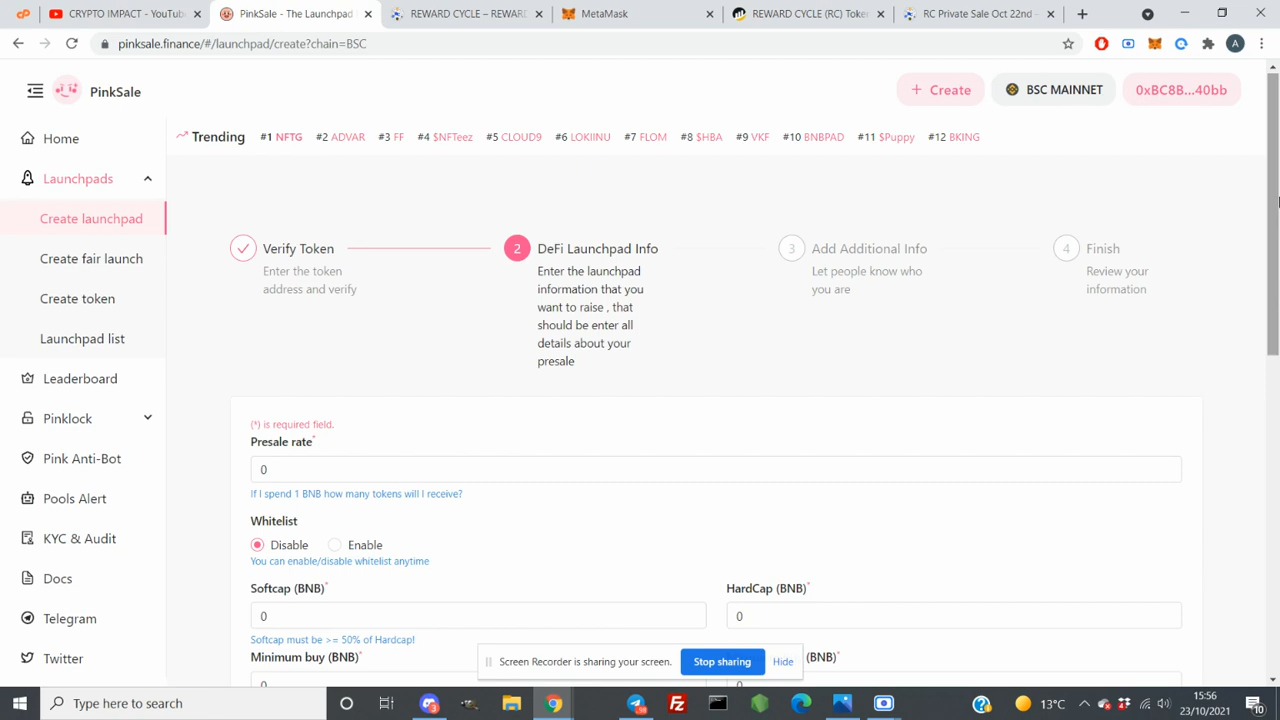 CRYPTO IMPACT - YouTub
PinkSale - The Launchpad
REWARD CYCLE – REWARD
MetaMask
REWARD CYCLE (RC) Token
RC Private Sale Oct 22nd -
pinksale.finance/#/launchpad/create?chain=BSC
A
PinkSale
Create
BSC MAINNET
0xBC8B...40bb
Trending
#1 NFTG
#2 ADVAR
#3 FF
#4 $NFTeez
#5 CLOUD9
#6 LOKIINU
#7 FLOM
#8 $HBA
#9 VKF
#10 BNBPAD
#11 $Puppy
#12 BKING
Home
Launchpads
Create launchpad
Create fair launch
Create token
Launchpad list
Leaderboard
Pinklock
Pink Anti-Bot
Pools Alert
KYC & Audit
Docs
Telegram
Twitter
Verify Token
Enter the token
address and verify
2
DeFi Launchpad Info
Enter the launchpad
information that you
want to raise , that
should be enter all
details about your
presale
3
Add Additional Info
Let people know who
you are
4
Finish
Review your
information
(*) is required field.
Presale rate*
0
If I spend 1 BNB how many tokens will I receive?
Whitelist
Disable
Enable
You can enable/disable whitelist anytime
Softcap (BNB)*
HardCap (BNB)*
0
0
Softcap must be >= 50% of Hardcap!
Minimum buy (BNB)*
(BNB)*
0
0
Screen Recorder is sharing your screen.
Stop sharing
Hide
Type here to search
13°C
15:56
23/10/2021